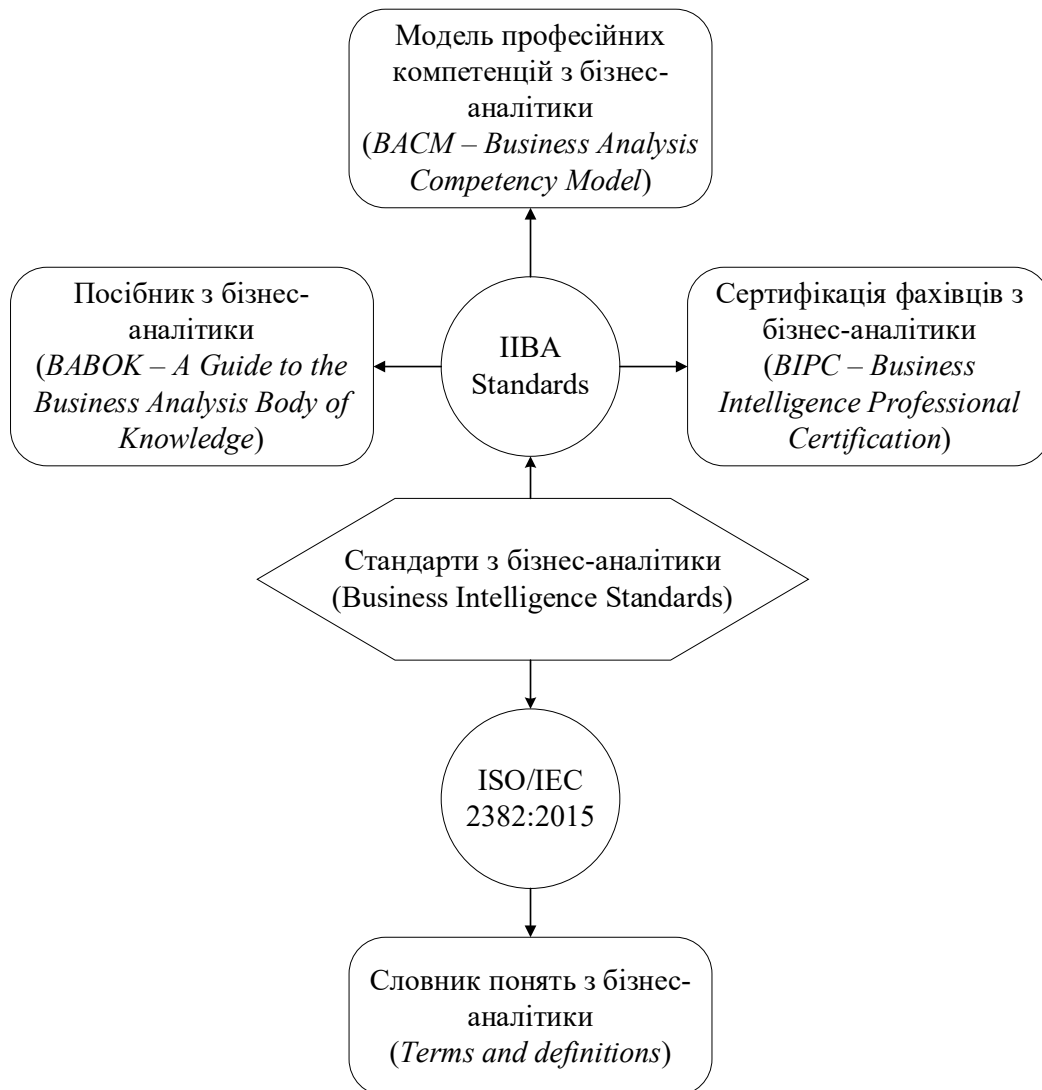 Модель професійних
компетенцій з бізнес-
аналітики
(BACM – Business Analysis
Competency Model)
Посібник з бізнес-
аналітики
(BABOK – A Guide to the
Business Analysis Body of
Knowledge)
IIBA
Standards
Сертифікація фахівців з
бізнес-аналітики
(BIPC – Business
Intelligence Professional
Certification)
Стандарти з бізнес-аналітики
(Business Intelligence Standards)
ISO/IEC
2382:2015
Словник понять з бізнес-
аналітики
(Terms and definitions)